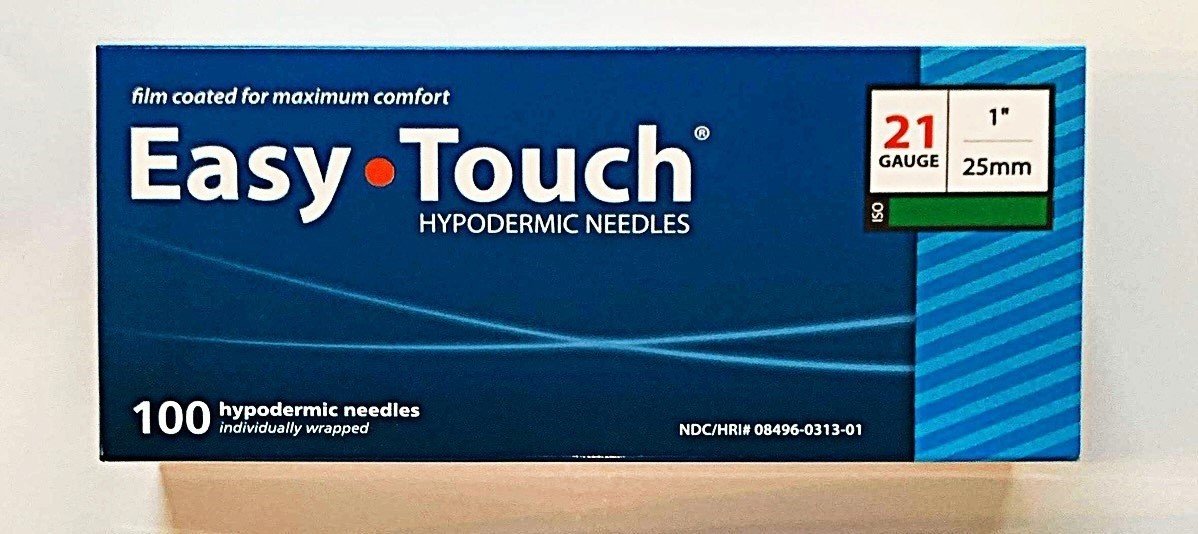 film coated for maximum comfort
Easy•Touch®
HYPODERMIC NEEDLES
21
GAUGE
1"
25mm
ISO
100 hypodermic needles
individually wrapped
NDC/HRI# 08496-0313-01